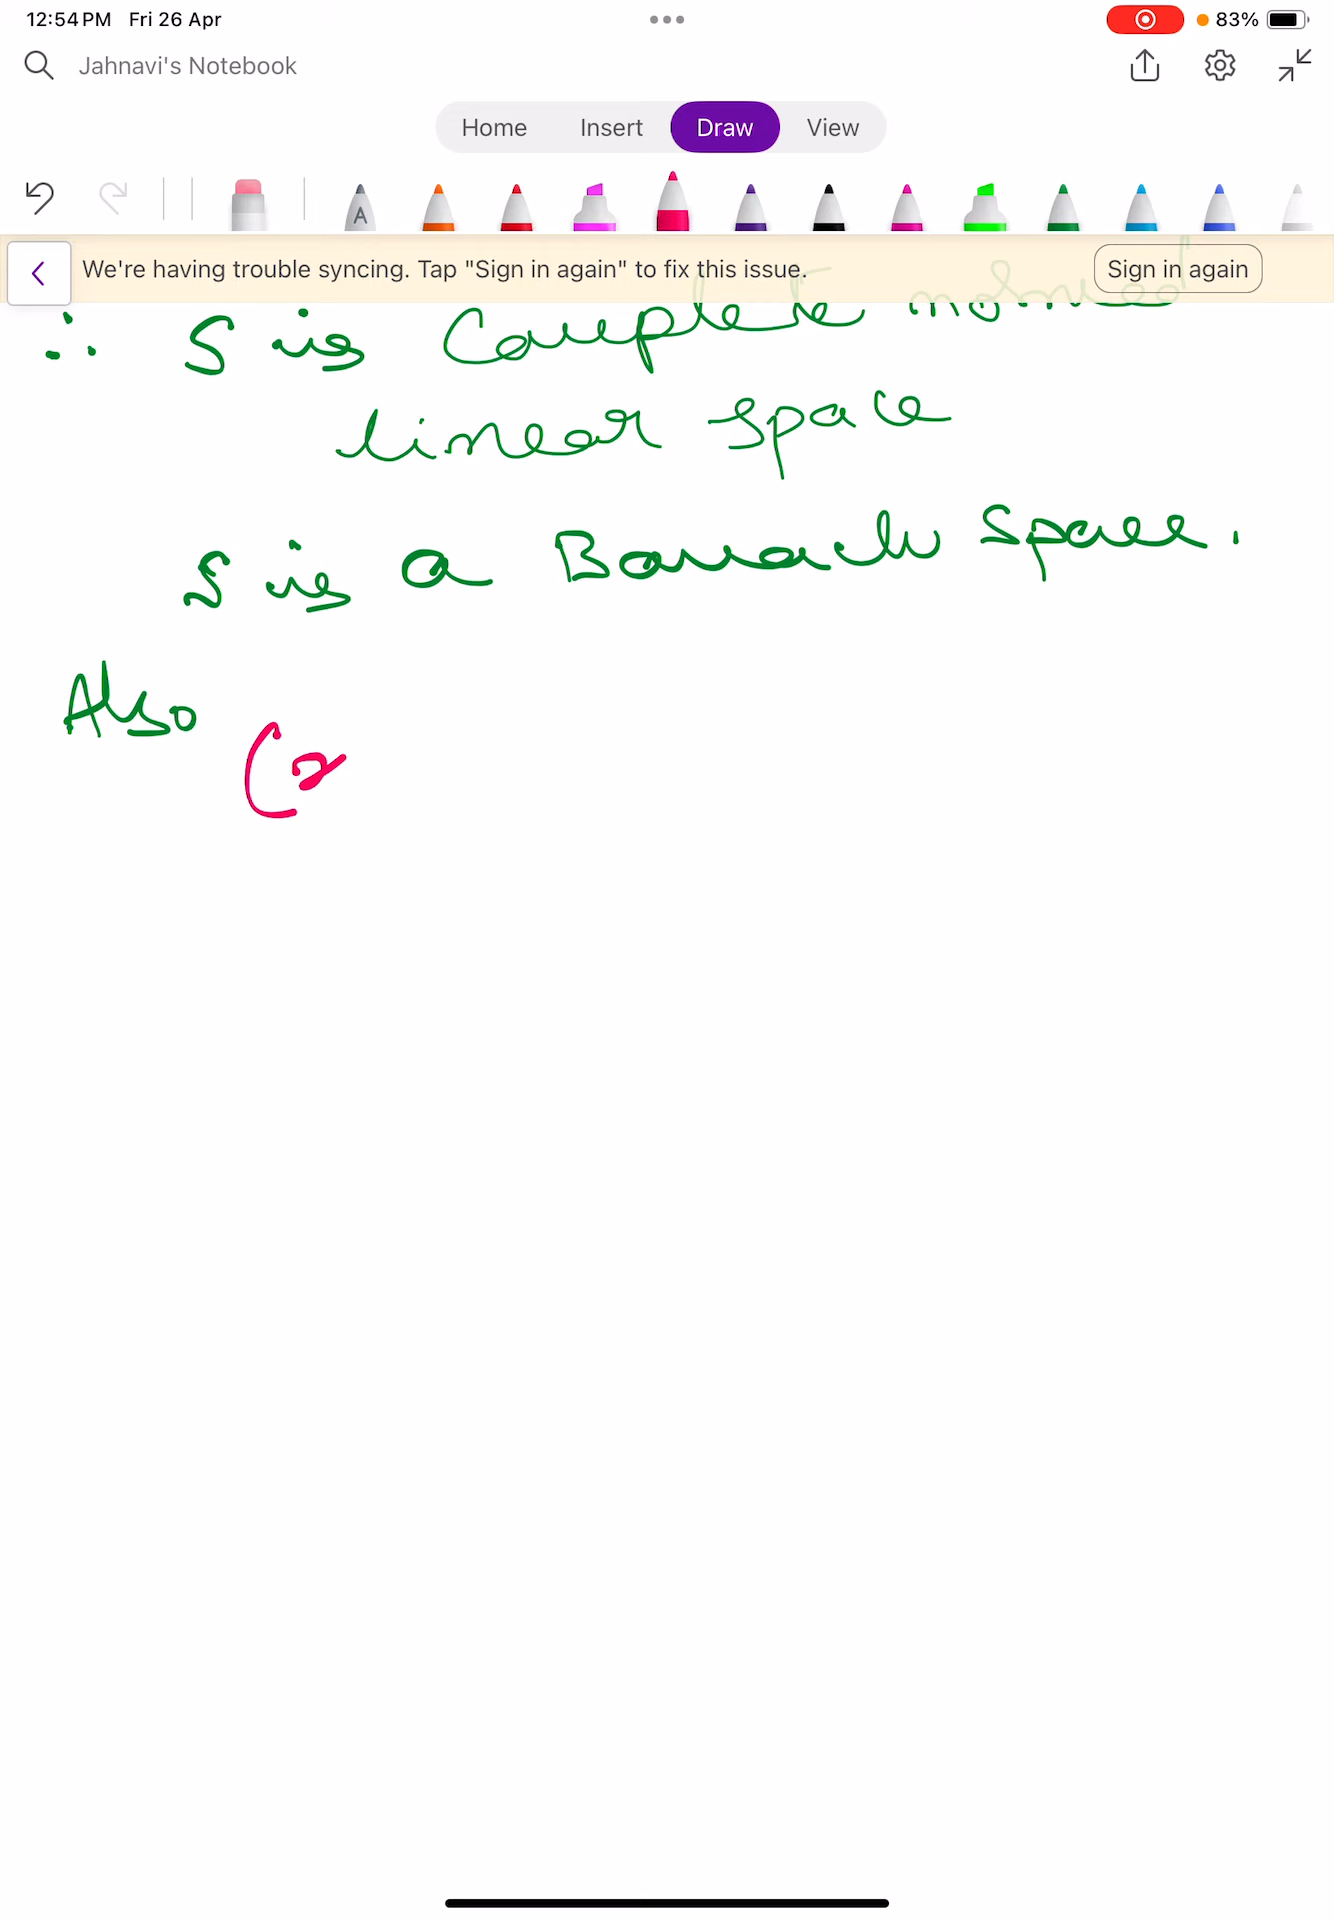 12:54 PM Fri 26 Apr 83%
Jahnavi's Notebook
Home Insert Draw View
A
We're having trouble syncing. Tap "Sign in again" to fix this issue. Sign in again
∴ S is Complete normed
linear space
S is a Banach Space.
Also
(x